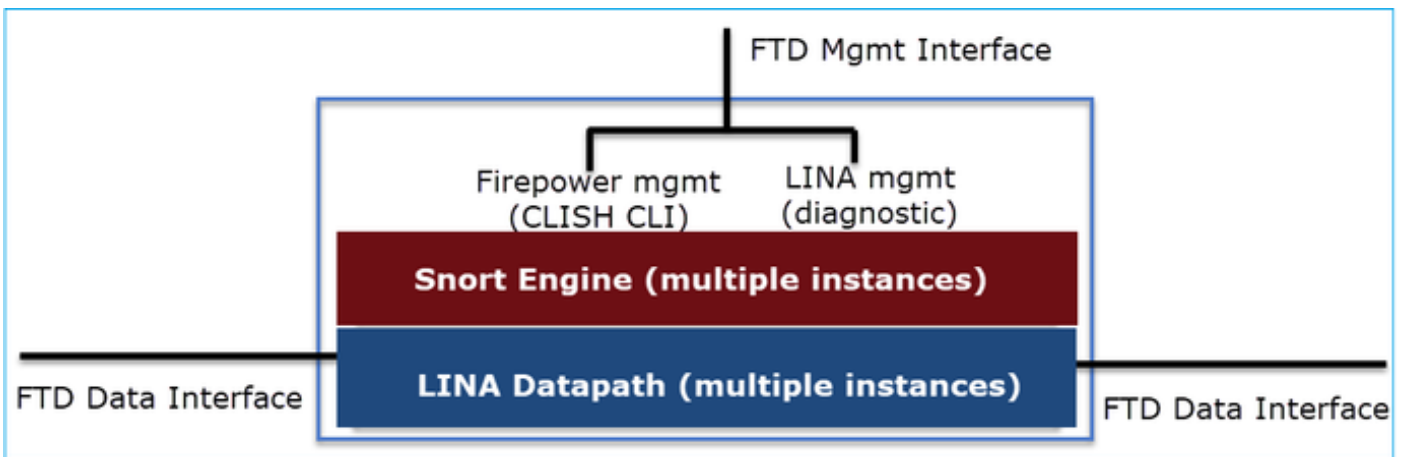 FTD Mgmt Interface
Firepower mgmt
(CLISH CLI)
LINA mgmt
(diagnostic)
Snort Engine (multiple instances)
LINA Datapath (multiple instances)
FTD Data Interface
FTD Data Interface